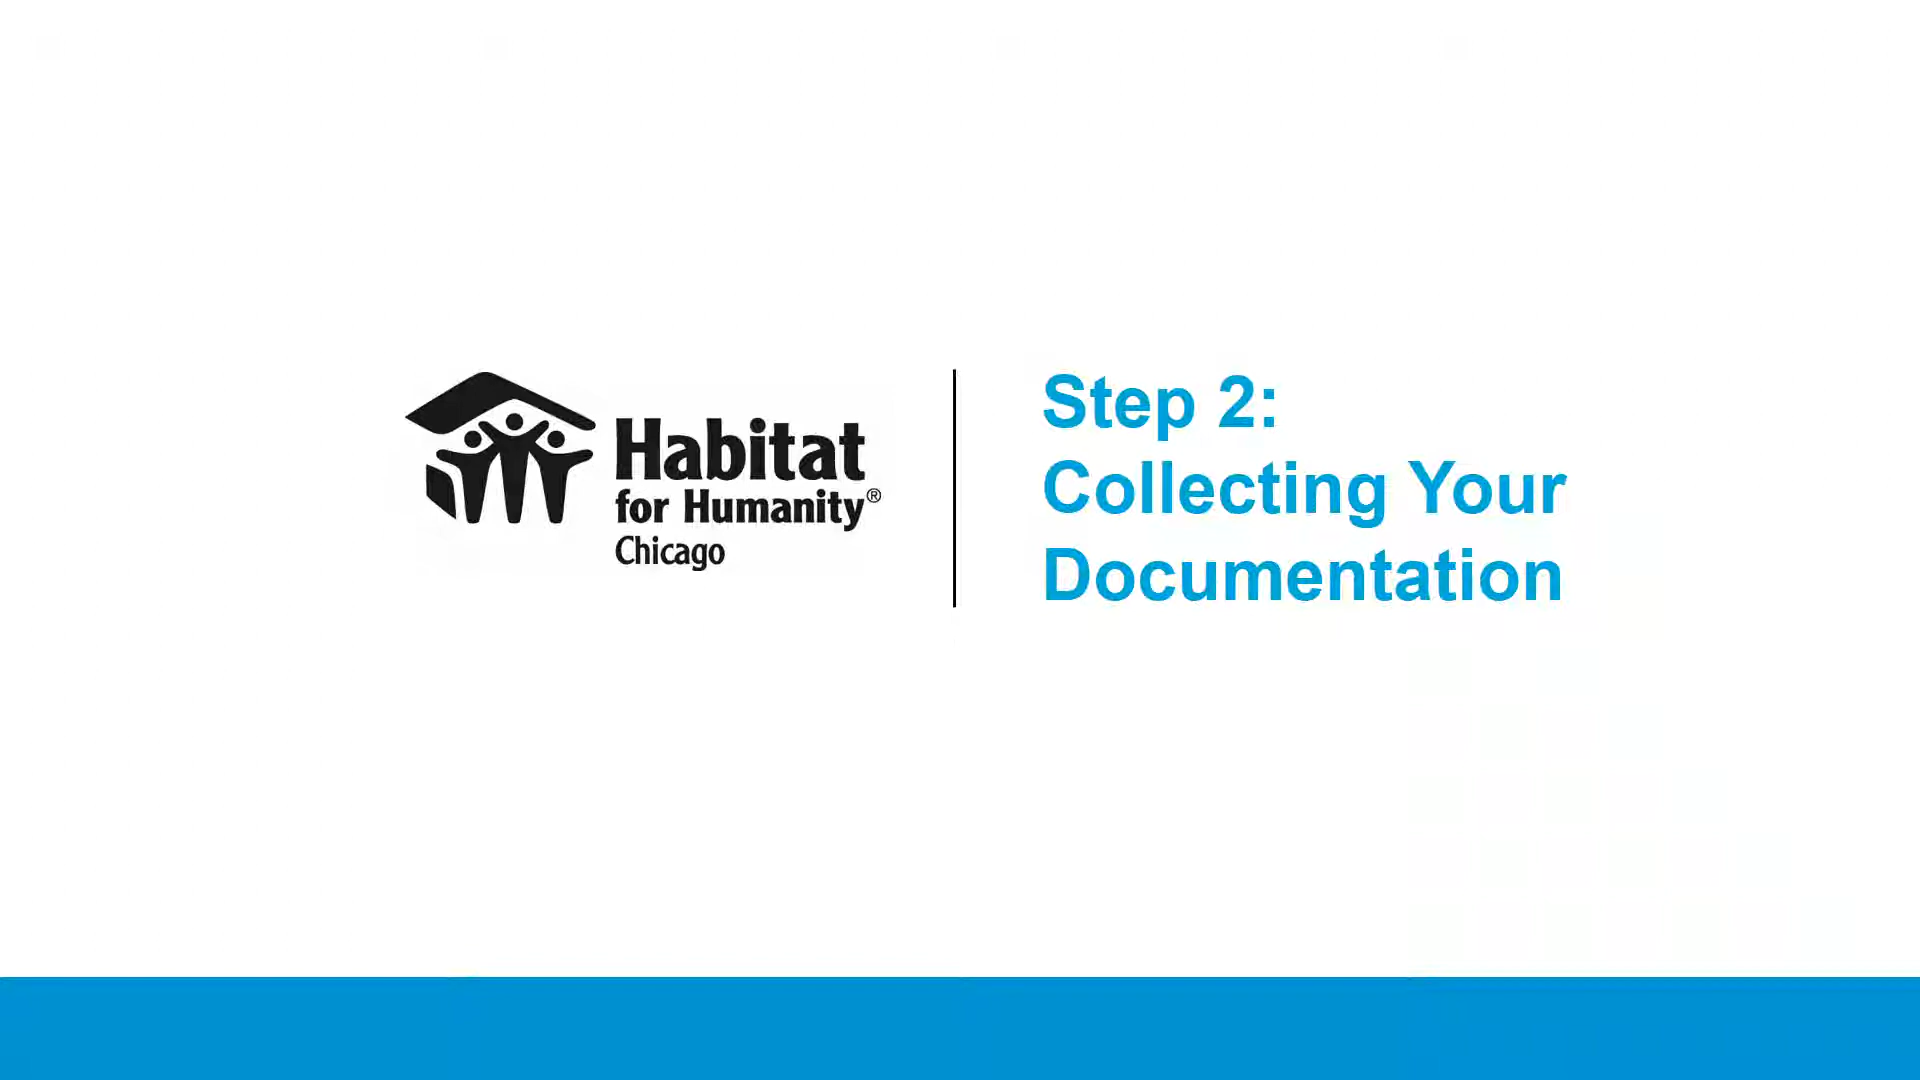 Habitat
for Humanity®
Chicago
Step 2:
Collecting Your
Documentation